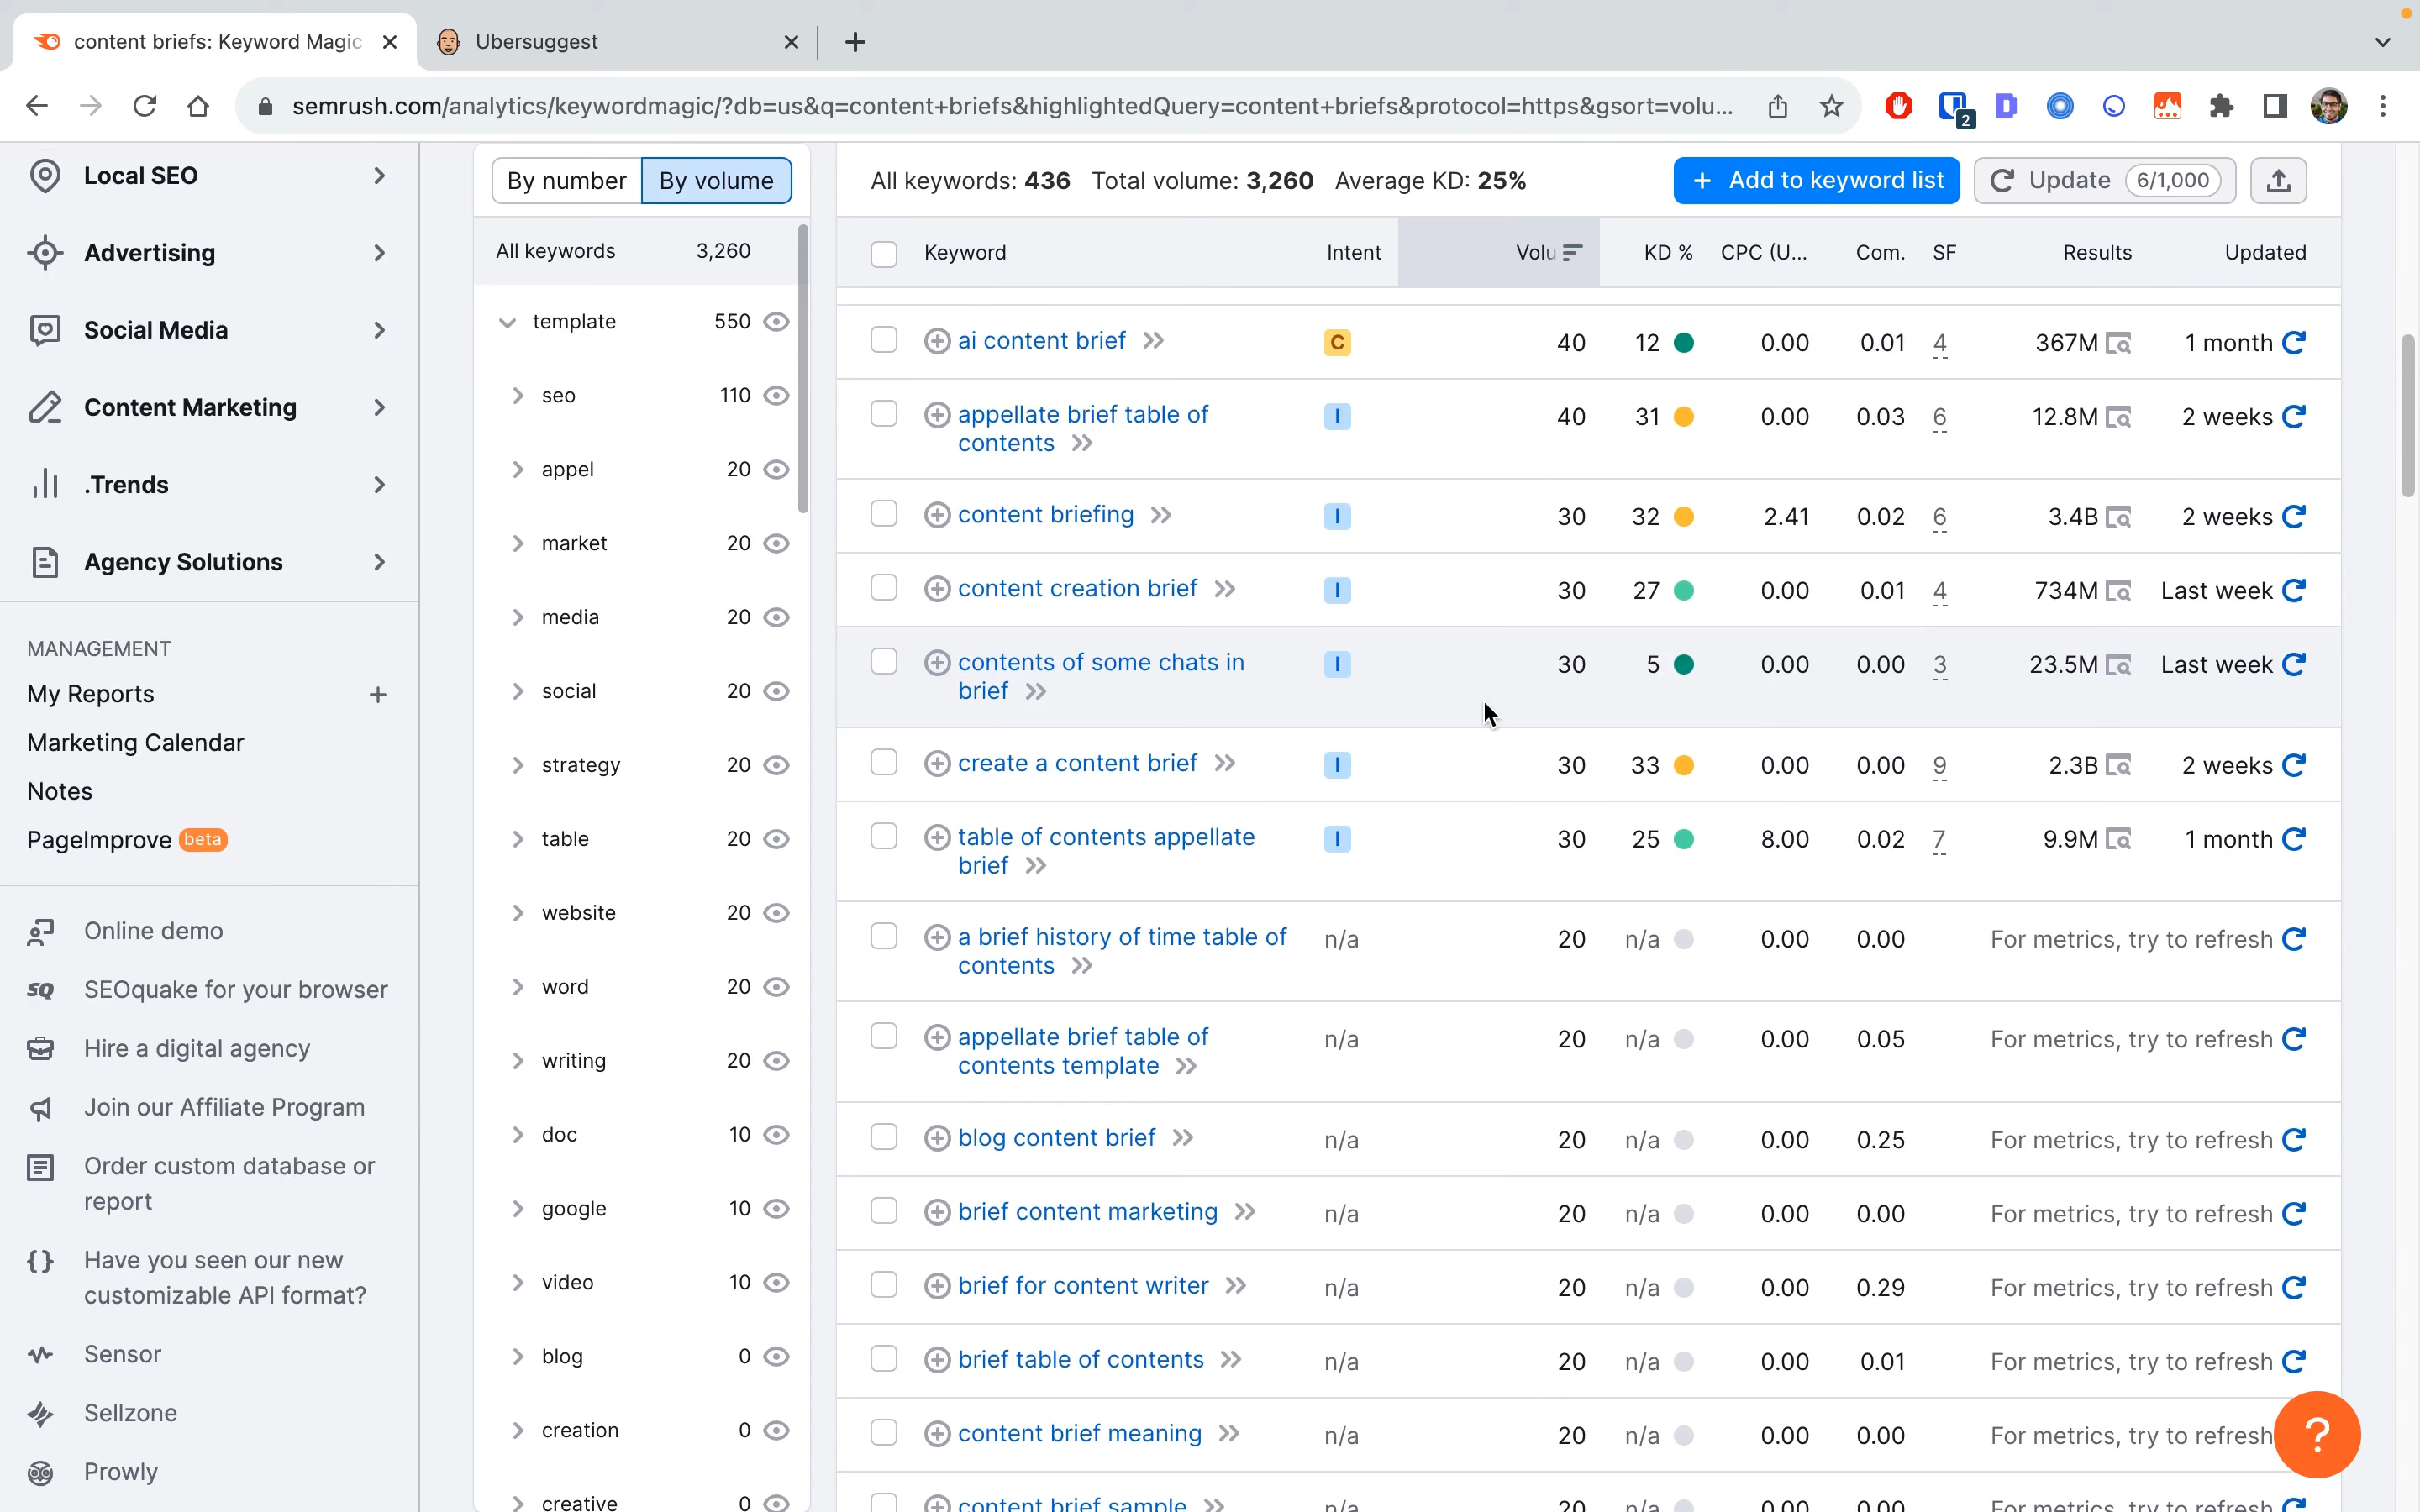 content briefs: Keyword Magic
Ubersuggest
semrush.com/analytics/keywordmagic/?db=us&q=content+briefs&highlightedQuery=content+briefs&protocol=https&gsort=volu...
2
Local SEO
Advertising
Social Media
Content Marketing
.Trends
Agency Solutions
MANAGEMENT
My Reports +
Marketing Calendar
Notes
PageImprove beta
Online demo
SQ SEOquake for your browser
Hire a digital agency
Join our Affiliate Program
Order custom database or
report
Have you seen our new
customizable API format?
Sensor
Sellzone
Prowly
By number By volume
All keywords 3,260
template 550
seo 110
appel 20
market 20
media 20
social 20
strategy 20
table 20
website 20
word 20
writing 20
doc 10
google 10
video 10
blog 0
creation 0
creative 0
All keywords: 436 Total volume: 3,260 Average KD: 25%
+ Add to keyword list Update 6/1,000
Keyword Intent Volu KD % CPC (U... Com. SF Results Updated
ai content brief C 40 12 0.00 0.01 4 367M 1 month
appellate brief table of I 40 31 0.00 0.03 6 12.8M 2 weeks
contents
content briefing I 30 32 2.41 0.02 6 3.4B 2 weeks
content creation brief I 30 27 0.00 0.01 4 734M Last week
contents of some chats in I 30 5 0.00 0.00 3 23.5M Last week
brief
create a content brief I 30 33 0.00 0.00 9 2.3B 2 weeks
table of contents appellate I 30 25 8.00 0.02 7 9.9M 1 month
brief
a brief history of time table of n/a 20 n/a 0.00 0.00 For metrics, try to refresh
contents
appellate brief table of n/a 20 n/a 0.00 0.05 For metrics, try to refresh
contents template
blog content brief n/a 20 n/a 0.00 0.25 For metrics, try to refresh
brief content marketing n/a 20 n/a 0.00 0.00 For metrics, try to refresh
brief for content writer n/a 20 n/a 0.00 0.29 For metrics, try to refresh
brief table of contents n/a 20 n/a 0.00 0.01 For metrics, try to refresh
content brief meaning n/a 20 n/a 0.00 0.00 For metrics, try to refresh
content brief sample n/a 20 n/a 0.00 0.00 For metrics, try to refresh
?